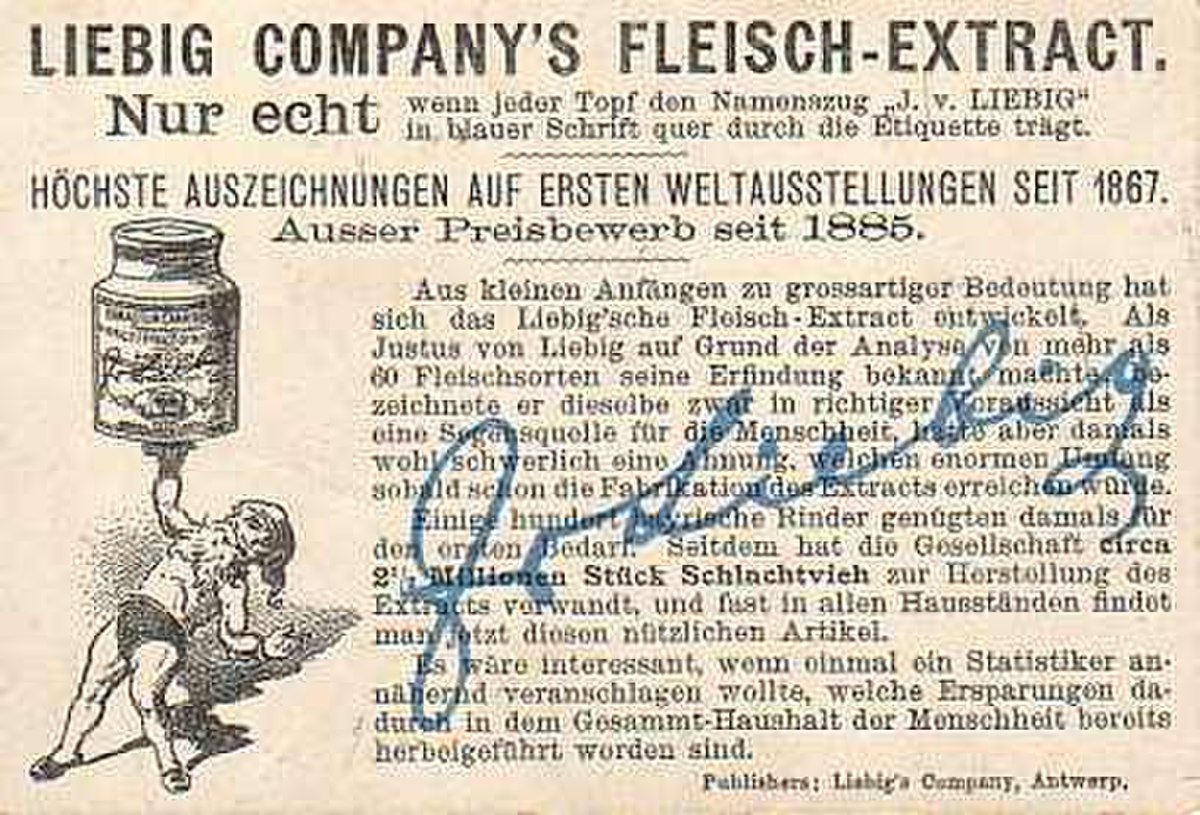 LIEBIG COMPANY'S FLEISCH-EXTRACT.
Nur echt wenn jeder Topf den Namenszug „J. v. LIEBIG"
in blauer Schrift quer durch die Etiquette trägt.
HÖCHSTE AUSZEICHNUNGEN AUF ERSTEN WELTAUSSTELLUNGEN SEIT 1867.
Ausser Preisbewerb seit 1885.
Aus kleinen Anfängen zu grossartiger Bedeutung hat
sich das Liebig'sche Fleisch-Extract entwickelt. Als
Justus von Liebig auf Grund der Analyse von mehr als
60 Fleischsorten seine Erfindung bekannt machte, be-
zeichnete er dieselbe zwar in richtiger Voraussicht als
eine Segensquelle für die Menschheit, hatte aber damals
wohl schwerlich eine Ahnung, welchen enormen Umfang
sobald schon die Fabrikation des Extracts erreichen würde.
Einige hundert bayrische Rinder genügten damals für
den ersten Bedarf. Seitdem hat die Gesellschaft circa
Millionen Stück Schlachtvieh zur Herstellung des
Extracts verwandt, und fast in allen Hausständen findet
man jetzt diesen nützlichen Artikel.
Es wäre interessant, wenn einmal ein Statistiker an-
nähernd veranschlagen wollte, welche Ersparungen da-
durch in dem Gesammt-Haushalt der Menschheit bereits
herbeigeführt worden sind.
Publishers: Liebig's Company, Antwerp.
JvLiebig